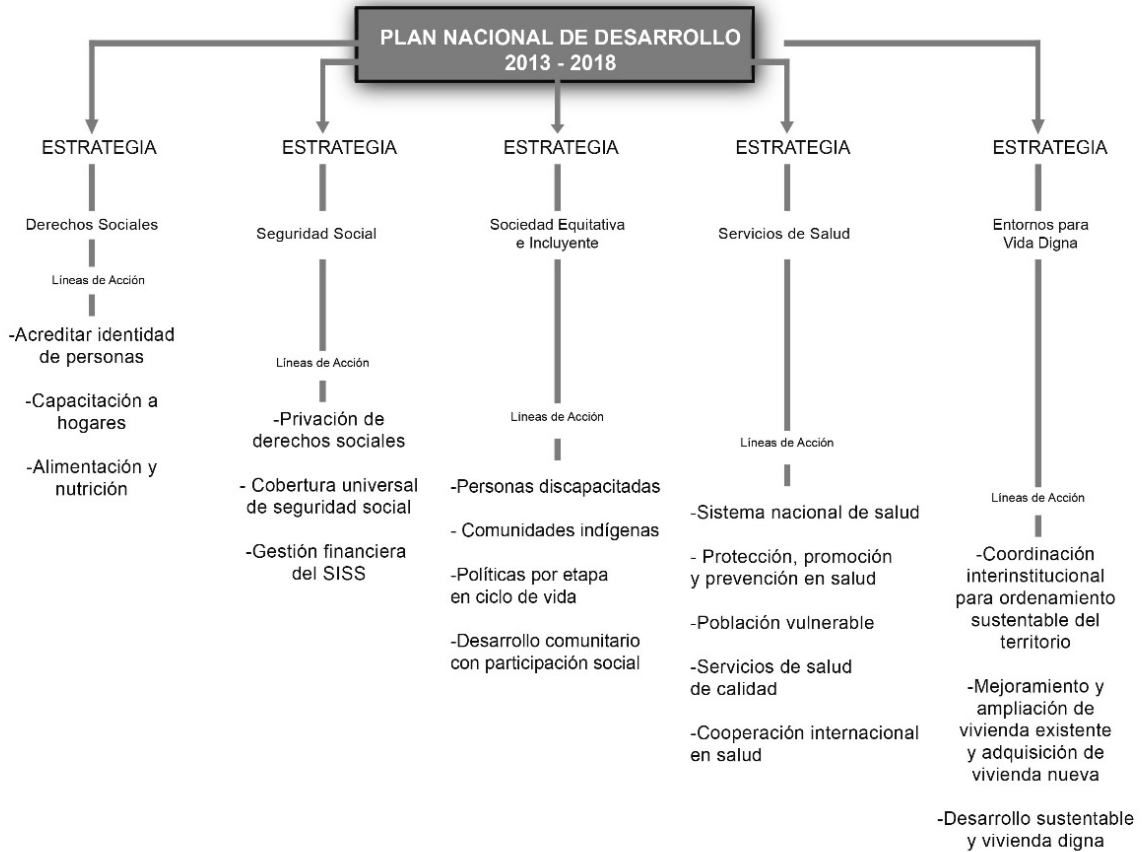 PLAN NACIONAL DE DESARROLLO
2013 - 2018
ESTRATEGIA
Derechos Sociales
Líneas de Acción
-Acreditar identidad
de personas
-Capacitación a
hogares
-Alimentación y
nutrición
ESTRATEGIA
Seguridad Social
Líneas de Acción
-Privación de
derechos sociales
- Cobertura universal
de seguridad social
-Gestión financiera
del SISS
ESTRATEGIA
Sociedad Equitativa
e Incluyente
Líneas de Acción
-Personas discapacitadas
- Comunidades indígenas
-Políticas por etapa
en ciclo de vida
-Desarrollo comunitario
con participación social
ESTRATEGIA
Servicios de Salud
Líneas de Acción
-Sistema nacional de salud
- Protección, promoción
y prevención en salud
-Población vulnerable
-Servicios de salud
de calidad
-Cooperación internacional
en salud
ESTRATEGIA
Entornos para
Vida Digna
Líneas de Acción
-Coordinación
interinstitucional
para ordenamiento
sustentable del
territorio
-Mejoramiento y
ampliación de
vivienda existente
y adquisición de
vivienda nueva
-Desarrollo sustentable
y vivienda digna